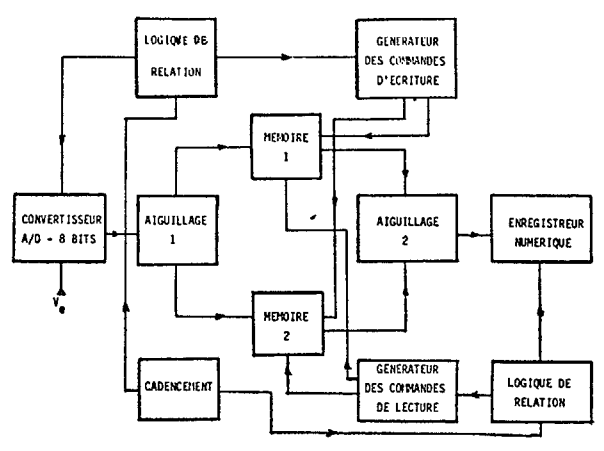 LOGIQUE DE
RELATION
GENERATEUR
DES COMMANDES
D'ECRITURE
MEMOIRE
1
CONVERTISSEUR
A/D - 8 BITS
AIGUILLAGE
1
AIGUILLAGE
2
ENREGISTREUR
NUMERIQUE
Ve
MEMOIRE
2
CADENCEMENT
GENERATEUR
DES COMMANDES
DE LECTURE
LOGIQUE DE
RELATION